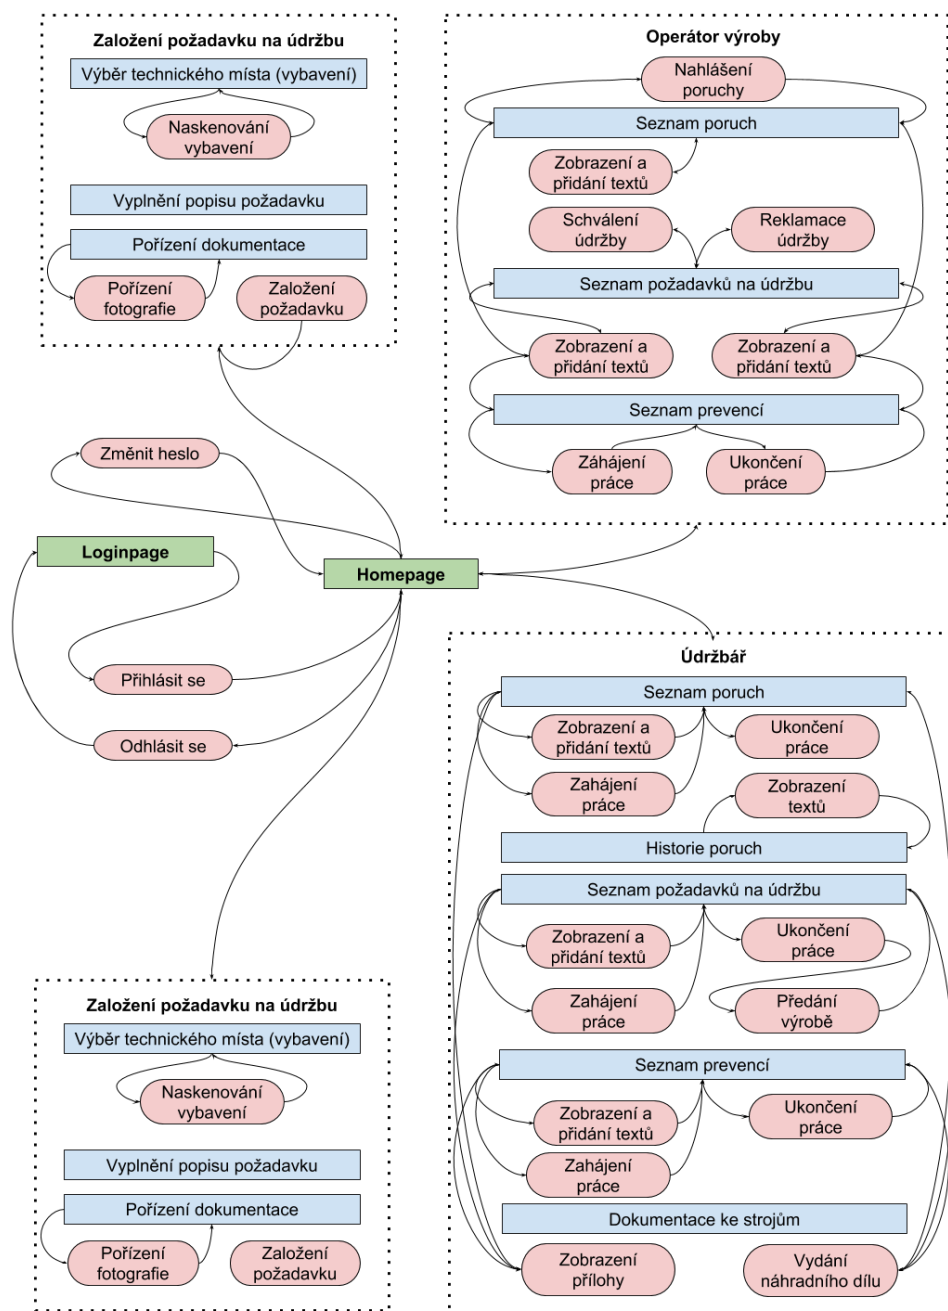 Založení požadavku na údržbu
Výběr technického místa (vybavení)
Naskenování
vybavení
Vyplnění popisu požadavku
Pořízení dokumentace
Pořízení
fotografie
Založení
požadavku
Operátor výroby
Nahlášení
poruchy
Seznam poruch
Zobrazení a
přidání textů
Schválení
údržby
Reklamace
údržby
Seznam požadavků na údržbu
Zobrazení a
přidání textů
Zobrazení a
přidání textů
Seznam prevencí
Záhájení
práce
Ukončení
práce
Změnit heslo
Loginpage
Homepage
Přihlásit se
Odhlásit se
Údržbář
Seznam poruch
Zobrazení a
přidání textů
Ukončení
práce
Zahájení
práce
Zobrazení
textů
Historie poruch
Seznam požadavků na údržbu
Zobrazení a
přidání textů
Ukončení
práce
Zahájení
práce
Předání
výrobě
Seznam prevencí
Zobrazení a
přidání textů
Ukončení
práce
Zahájení
práce
Dokumentace ke strojům
Zobrazení
přílohy
Vydání
náhradního dílu
Založení požadavku na údržbu
Výběr technického místa (vybavení)
Naskenování
vybavení
Vyplnění popisu požadavku
Pořízení dokumentace
Pořízení
fotografie
Založení
požadavku